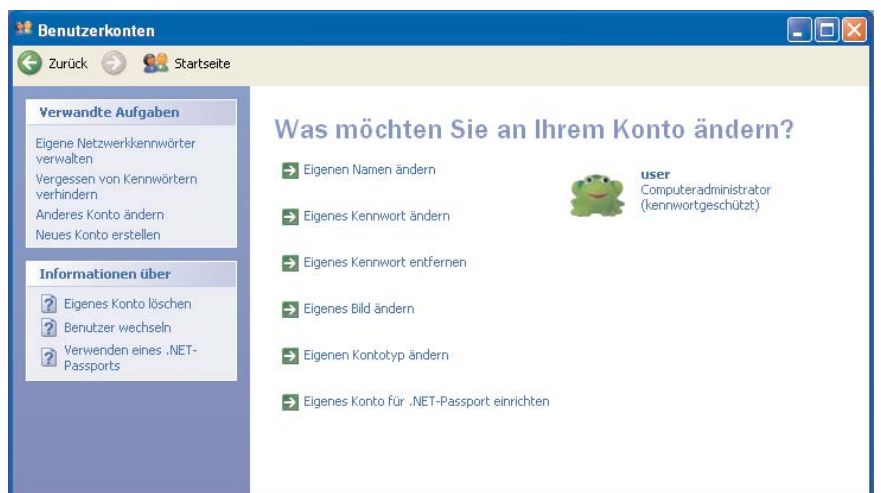 Benutzerkonten
Zurück
Startseite
Verwandte Aufgaben
Eigene Netzwerkkennwörter
verwalten
Vergessen von Kennwörtern
verhindern
Anderes Konto ändern
Neues Konto erstellen
Informationen über
Eigenes Konto löschen
Benutzer wechseln
Verwenden eines .NET-
Passports
Was möchten Sie an Ihrem Konto ändern?
Eigenen Namen ändern
Eigenes Kennwort ändern
Eigenes Kennwort entfernen
Eigenes Bild ändern
Eigenen Kontotyp ändern
Eigenes Konto für .NET-Passport einrichten
user
Computeradministrator
(kennwortgeschützt)